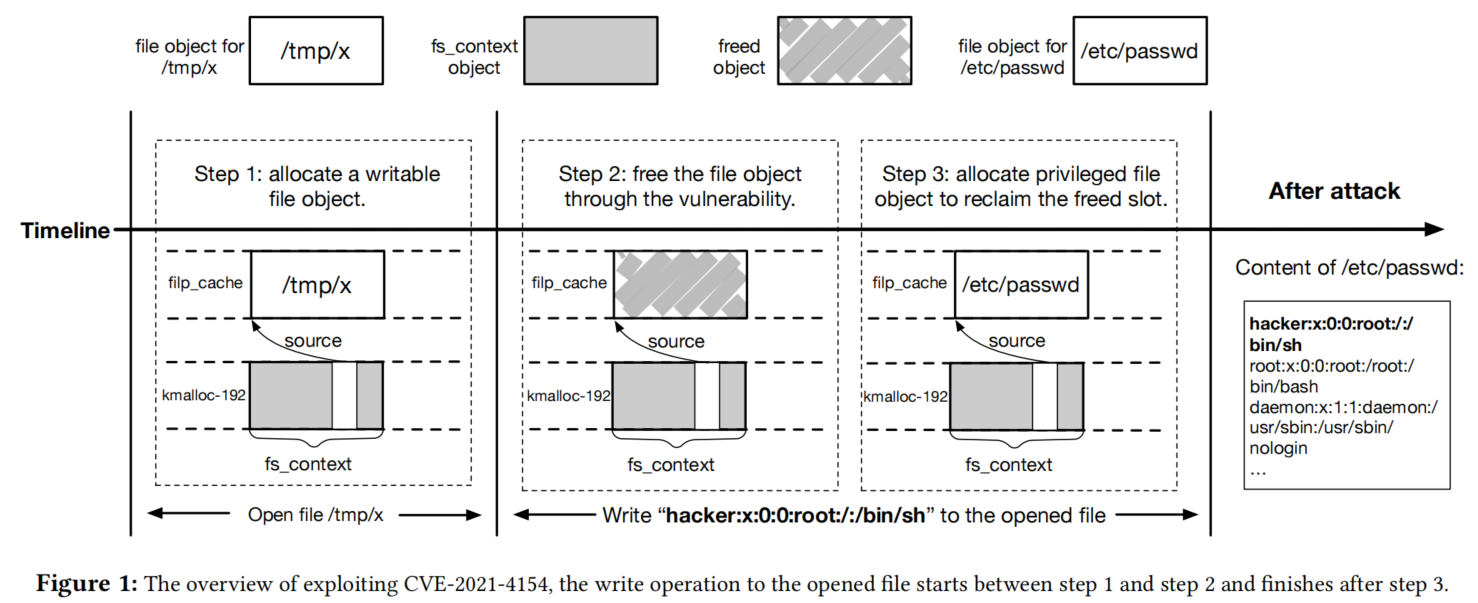 file object for
/tmp/x
/tmp/x
fs_context
object
freed
object
file object for
/etc/passwd
/etc/passwd
Step 1: allocate a writable
file object.
Step 2: free the file object
through the vulnerability.
Step 3: allocate privileged file
object to reclaim the freed slot.
After attack
Timeline
filp_cache
/tmp/x
source
kmalloc-192
fs_context
filp_cache
source
kmalloc-192
fs_context
filp_cache
/etc/passwd
source
kmalloc-192
fs_context
Content of /etc/passwd:
hacker:x:0:0:root:/:/
bin/sh
root:x:0:0:root:/root:/
bin/bash
daemon:x:1:1:daemon:/
usr/sbin:/usr/sbin/
nologin
...
Open file /tmp/x
Write “hacker:x:0:0:root:/:/bin/sh” to the opened file
Figure 1: The overview of exploiting CVE-2021-4154, the write operation to the opened file starts between step 1 and step 2 and finishes after step 3.